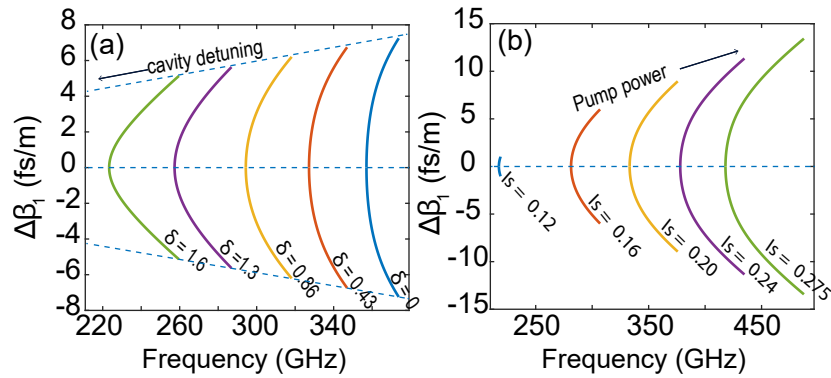 (a)
cavity detuning
Δβ₁ (fs/m)
8
6
4
2
0
-2
-4
-6
-8
δ = 1.6
δ = 1.3
δ = 0.86
δ = 0.43
δ = 0
220
260
300
340
Frequency (GHz)
(b)
Pump power
Δβ₁ (fs/m)
15
10
5
0
-5
-10
-15
Is = 0.12
Is = 0.16
Is = 0.20
Is = 0.24
Is = 0.275
250
350
450
Frequency (GHz)